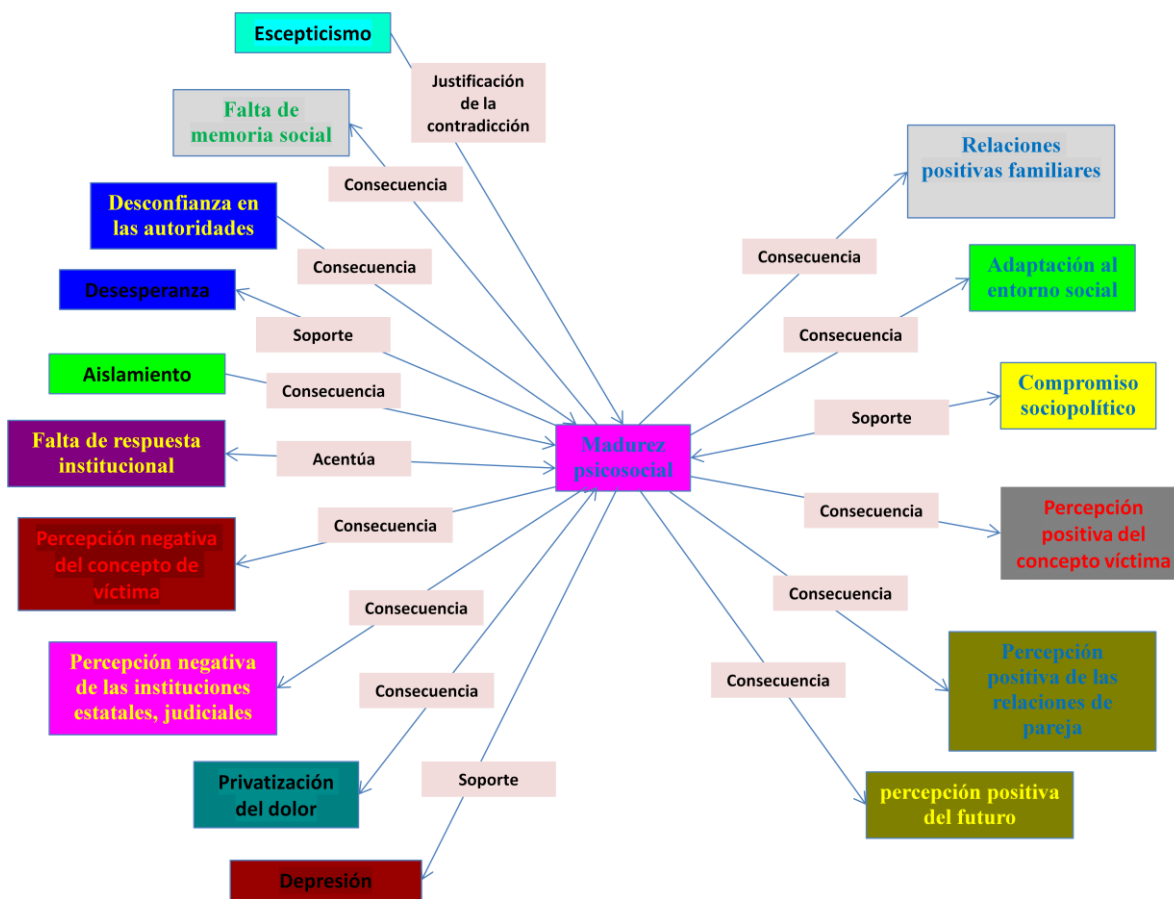 Escepticismo
Justificación
de la
contradicción
Falta de
memoria social
Consecuencia
Desconfianza en
las autoridades
Consecuencia
Desesperanza
Soporte
Aislamiento
Consecuencia
Falta de respuesta
institucional
Acentúa
Percepción negativa
del concepto de
víctima
Consecuencia
Percepción negativa
de las instituciones
estatales, judiciales
Consecuencia
Privatización
del dolor
Consecuencia
Depresión
Soporte
Madurez
psicosocial
Relaciones
positivas familiares
Consecuencia
Adaptación al
entorno social
Consecuencia
Compromiso
sociopolítico
Soporte
Percepción
positiva del
concepto víctima
Consecuencia
Percepción
positiva de las
relaciones de
pareja
Consecuencia
percepción positiva
del futuro
Consecuencia